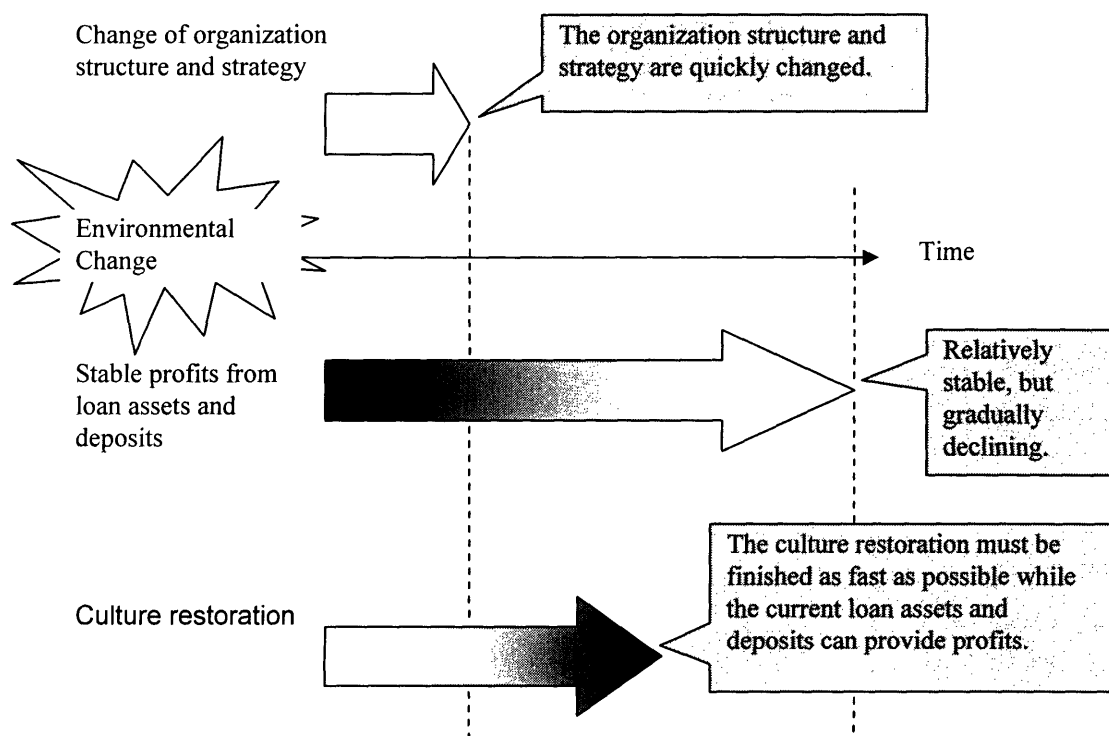 Change of organization
structure and strategy
The organization structure and
strategy are quickly changed.
Environmental
Change
Time
Stable profits from
loan assets and
deposits
Relatively
stable, but
gradually
declining.
Culture restoration
The culture restoration must be
finished as fast as possible while
the current loan assets and
deposits can provide profits.